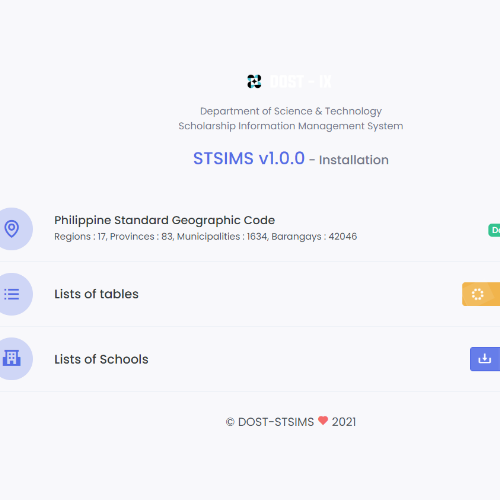 DOST - IX
Department of Science & Technology
Scholarship Information Management System
STSIMS v1.0.0 - Installation
Philippine Standard Geographic Code
Regions : 17, Provinces : 83, Municipalities : 1634, Barangays : 42046
Lists of tables
Lists of Schools
© DOST-STSIMS ❤ 2021